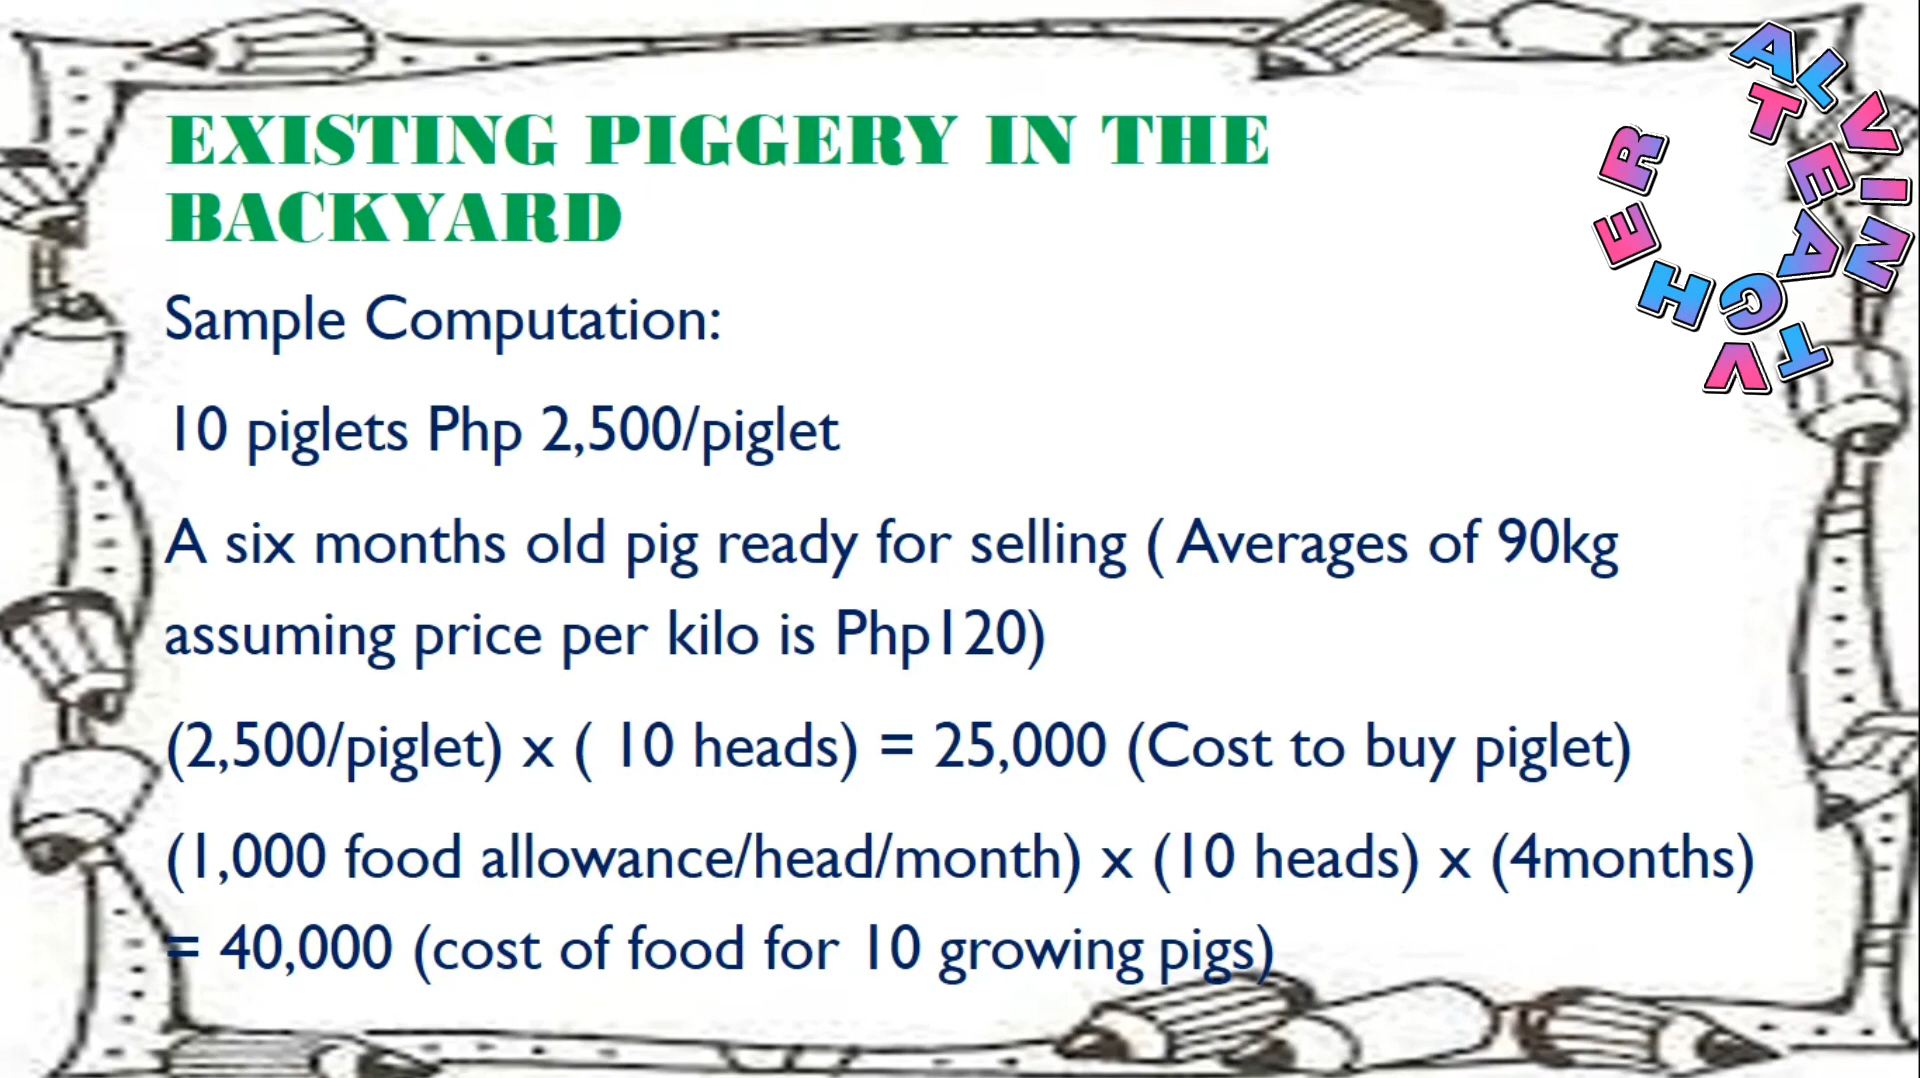 EXISTING PIGGERY IN THE
BACKYARD
Sample Computation:
10 piglets Php 2,500/piglet
A six months old pig ready for selling ( Averages of 90kg
assuming price per kilo is Php120)
(2,500/piglet) x ( 10 heads) = 25,000 (Cost to buy piglet)
(1,000 food allowance/head/month) x (10 heads) x (4months)
= 40,000 (cost of food for 10 growing pigs)
ALVIN TV
TEACHER